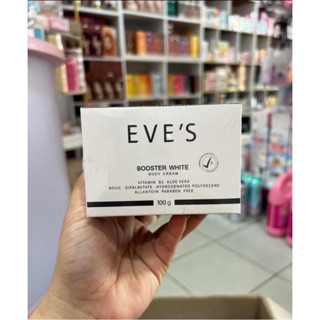 EVE'S
BOOSTER WHITE
BODY CREAM
VITAMIN B3 ALOE VERA
KOJIC DIPALMITATE HYDROGENATED POLYDECENE
ALLANTOIN PARABEN FREE
100 g